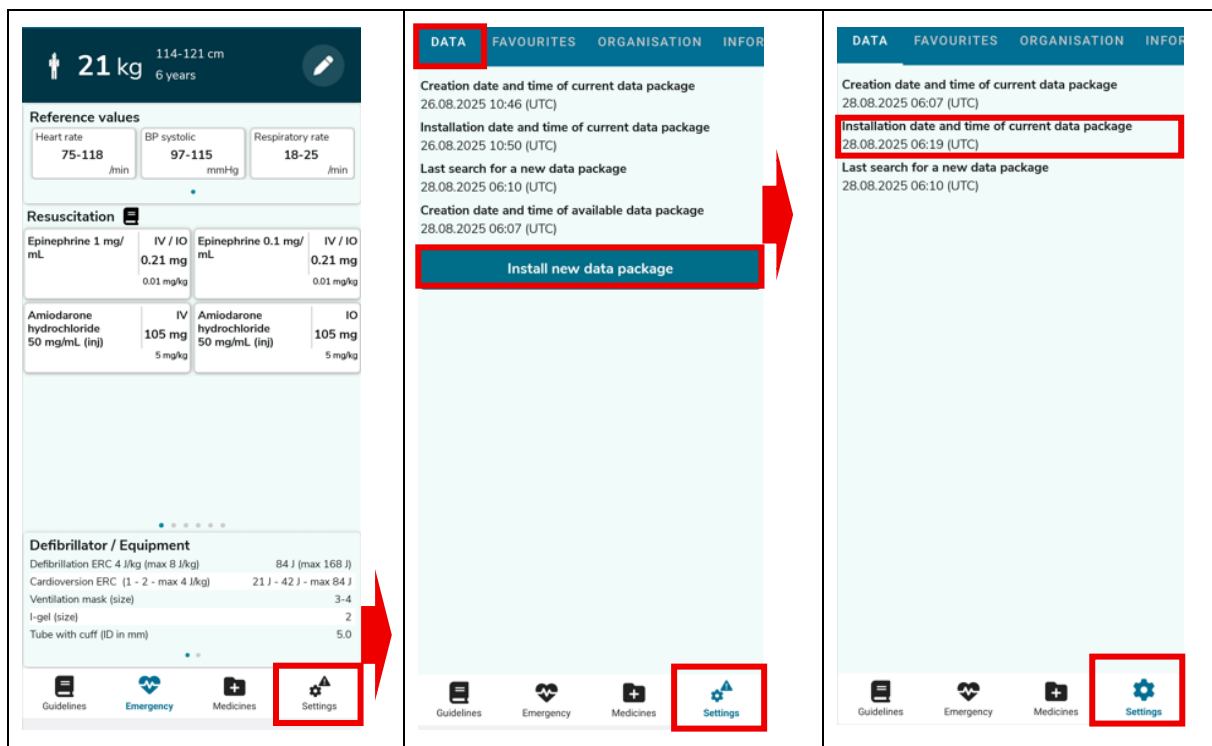 21 kg
114-121 cm
6 years
Reference values
Heart rate
75-118
/min
BP systolic
97-115
mmHg
Respiratory rate
18-25
/min
Resuscitation
Epinephrine 1 mg/
mL
IV / IO
0.21 mg
0.01 mg/kg
Epinephrine 0.1 mg/
mL
IV / IO
0.21 mg
0.01 mg/kg
Amiodarone
hydrochloride
50 mg/mL (inj)
IV
105 mg
5 mg/kg
Amiodarone
hydrochloride
50 mg/mL (inj)
IO
105 mg
5 mg/kg
Defibrillator / Equipment
Defibrillation ERC 4 J/kg (max 8 J/kg) 84 J (max 168 J)
Cardioversion ERC (1 - 2 - max 4 J/kg) 21 J - 42 J - max 84 J
Ventilation mask (size) 3-4
I-gel (size) 2
Tube with cuff (ID in mm) 5.0
Guidelines Emergency Medicines Settings
DATA FAVOURITES ORGANISATION INFOR
Creation date and time of current data package
26.08.2025 10:46 (UTC)
Installation date and time of current data package
26.08.2025 10:50 (UTC)
Last search for a new data package
28.08.2025 06:10 (UTC)
Creation date and time of available data package
28.08.2025 06:07 (UTC)
Install new data package
Guidelines Emergency Medicines Settings
DATA FAVOURITES ORGANISATION INFOR
Creation date and time of current data package
28.08.2025 06:07 (UTC)
Installation date and time of current data package
28.08.2025 06:19 (UTC)
Last search for a new data package
28.08.2025 06:10 (UTC)
Guidelines Emergency Medicines Settings